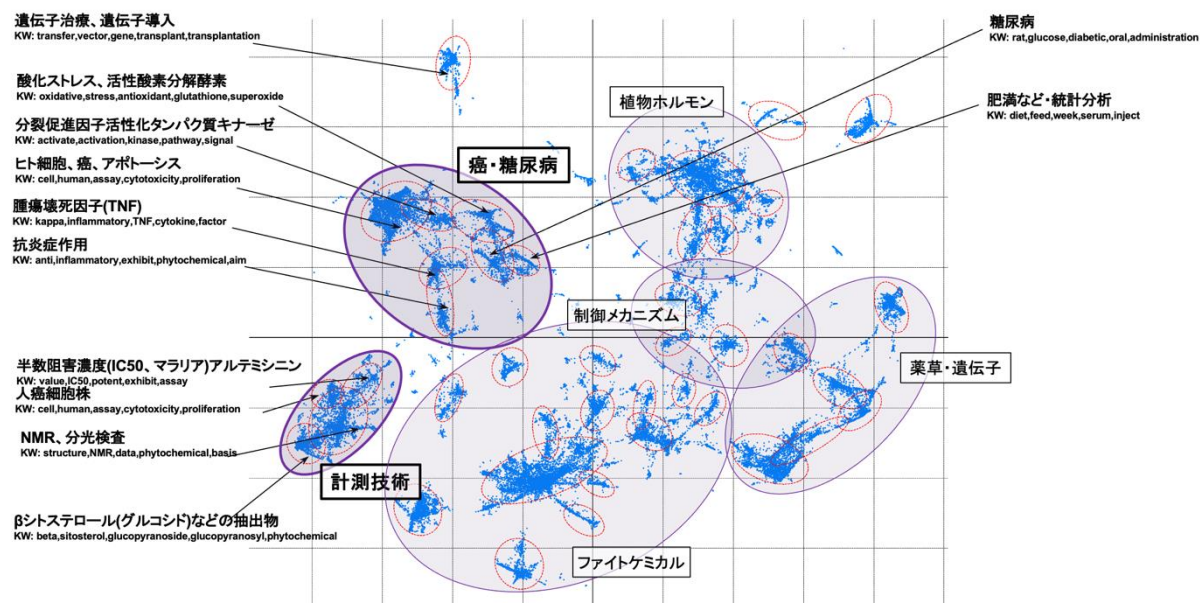 遺伝子治療、遺伝子導入
KW: transfer,vector,gene,transplant,transplantation
酸化ストレス、活性酸素分解酵素
KW: oxidative,stress,antioxidant,glutathione,superoxide
分裂促進因子活性化タンパク質キナーゼ
KW: activate,activation,kinase,pathway,signal
ヒト細胞、癌、アポトーシス
KW: cell,human,assay,cytotoxicity,proliferation
腫瘍壊死因子(TNF)
KW: kappa,inflammatory,TNF,cytokine,factor
抗炎症作用
KW: anti,inflammatory,exhibit,phytochemical,aim
半数阻害濃度(IC50、マラリア)アルテミシニン
KW: value,IC50,potent,exhibit,assay
人癌細胞株
KW: cell,human,assay,cytotoxicity,proliferation
NMR、分光検査
KW: structure,NMR,data,phytochemical,basis
βシトステロール(グルコシド)などの抽出物
KW: beta,sitosterol,glucopyranoside,glucopyranosyl,phytochemical
癌・糖尿病
計測技術
植物ホルモン
制御メカニズム
薬草・遺伝子
ファイトケミカル
糖尿病
KW: rat,glucose,diabetic,oral,administration
肥満など・統計分析
KW: diet,feed,week,serum,inject